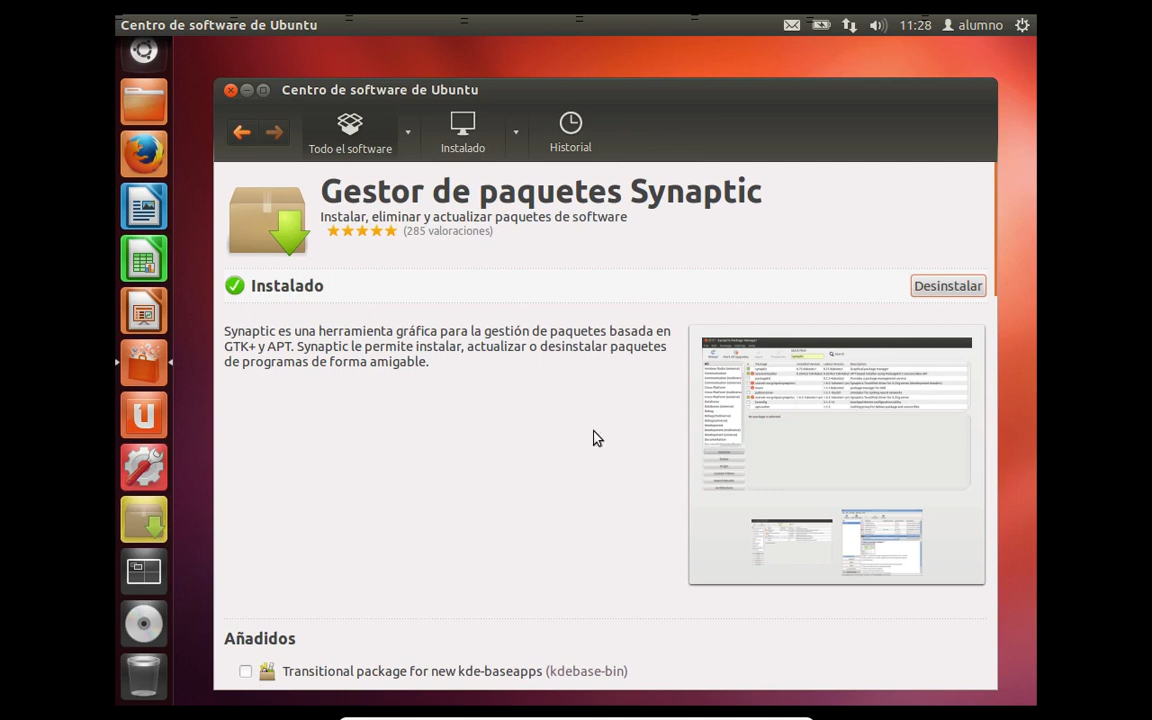 Centro de software de Ubuntu
11:28
alumno
Centro de software de Ubuntu
Todo el software
Instalado
Historial
Gestor de paquetes Synaptic
Instalar, eliminar y actualizar paquetes de software
(285 valoraciones)
Instalado
Desinstalar
Synaptic es una herramienta gráfica para la gestión de paquetes basada en
GTK+ y APT. Synaptic le permite instalar, actualizar o desinstalar paquetes
de programas de forma amigable.
Añadidos
Transitional package for new kde-baseapps (kdebase-bin)